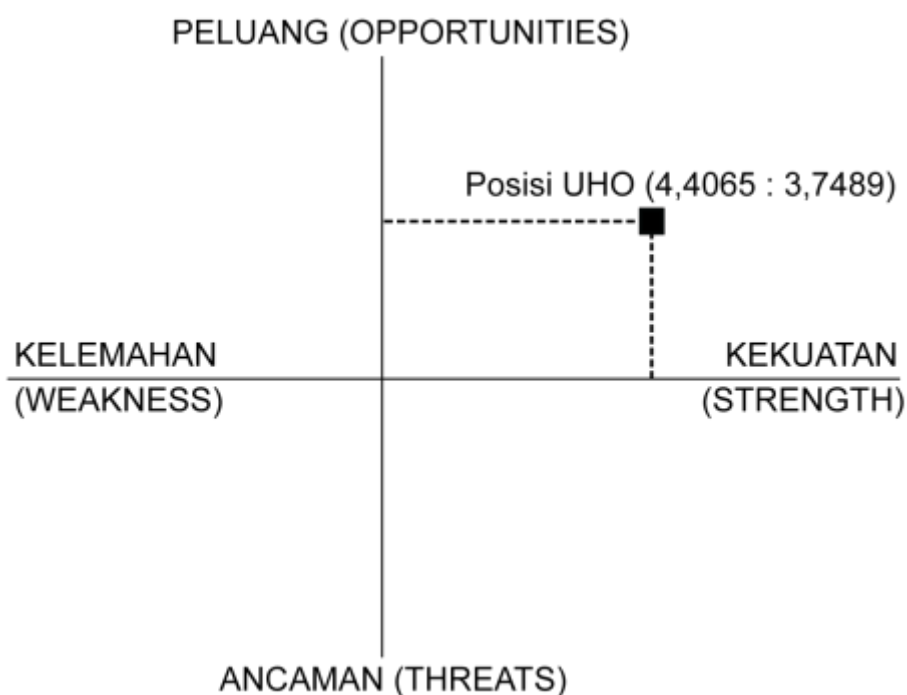 PELUANG (OPPORTUNITIES)
Posisi UHO (4,4065 : 3,7489)
KELEMAHAN
(WEAKNESS)
KEKUATAN
(STRENGTH)
ANCAMAN (THREATS)